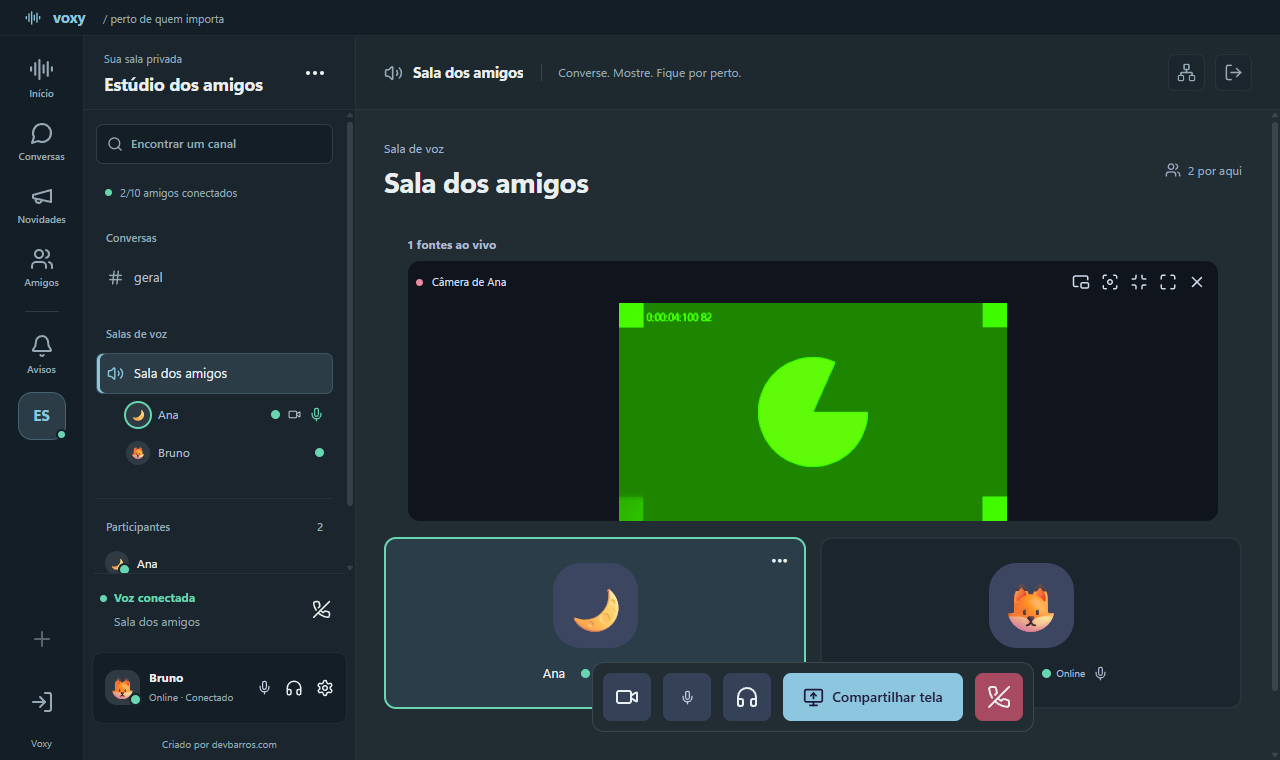 voxy / perto de quem importa
Início
Conversas
Novidades
Amigos
Avisos
ES
Voxy
Sua sala privada
Estúdio dos amigos
Encontrar um canal
2/10 amigos conectados
Conversas
# geral
Salas de voz
Sala dos amigos
Ana
Bruno
Participantes 2
Ana
Voz conectada
Sala dos amigos
Bruno
Online · Conectado
Criado por devbarros.com
Sala dos amigos
Converse. Mostre. Fique por perto.
Sala de voz
Sala dos amigos
2 por aqui
1 fontes ao vivo
Câmera de Ana
0:00:04:100 82
Ana
Online
Compartilhar tela